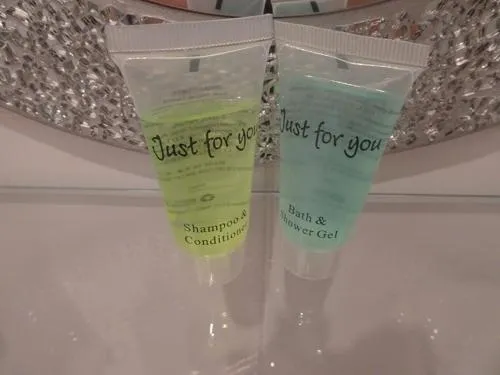 Just for you
Shampoo &
Conditioner
Just for you
Bath &
Shower Gel